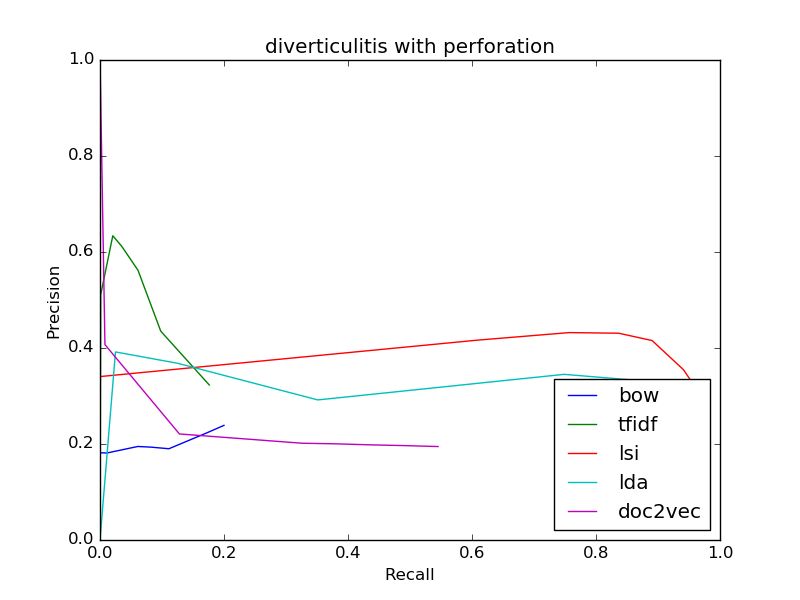 diverticulitis with perforation
1.0
0.8
0.6
0.4
0.2
0.0
Precision
0.0 0.2 0.4 0.6 0.8 1.0
Recall
bow
tfidf
lsi
lda
doc2vec